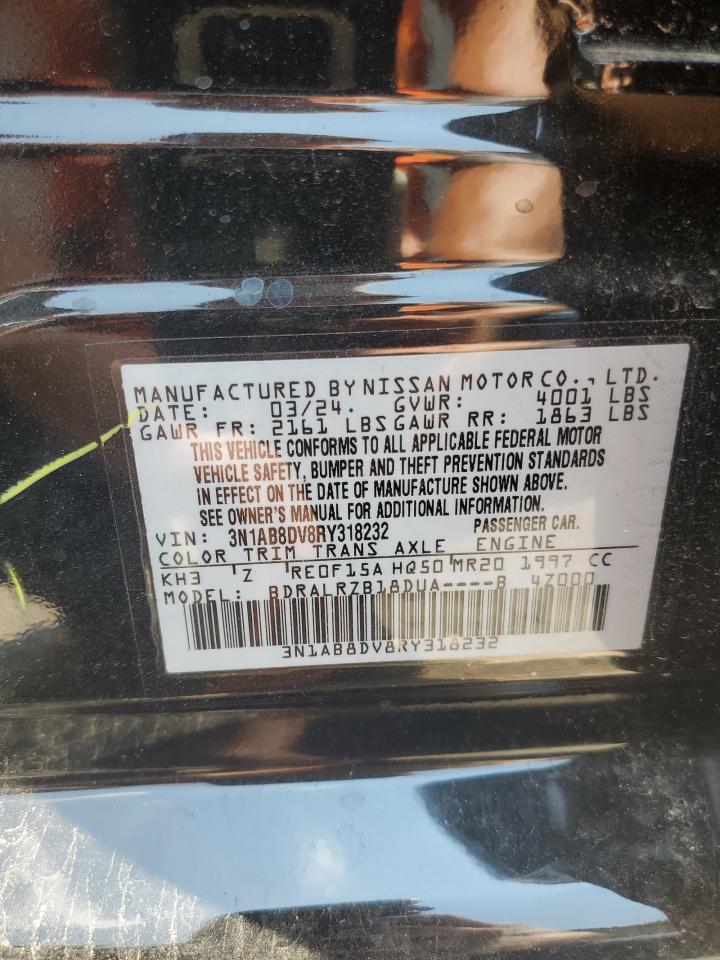 MANUFACTURED BY NISSAN MOTOR CO., LTD.
DATE: 03/24. GVWR: 4001 LBS
GAWR FR: 2161 LBS GAWR RR: 1863 LBS
THIS VEHICLE CONFORMS TO ALL APPLICABLE FEDERAL MOTOR
VEHICLE SAFETY, BUMPER AND THEFT PREVENTION STANDARDS
IN EFFECT ON THE DATE OF MANUFACTURE SHOWN ABOVE.
SEE OWNER'S MANUAL FOR ADDITIONAL INFORMATION.
VIN: 3N1AB8DV8RY318232 PASSENGER CAR.
COLOR TRIM TRANS AXLE ENGINE
KH3 Z RE0F15A HQ50 MR20 1997 CC
MODEL: BDRALRZB18DUA----B 4Z000
3N1AB8DV8RY318232